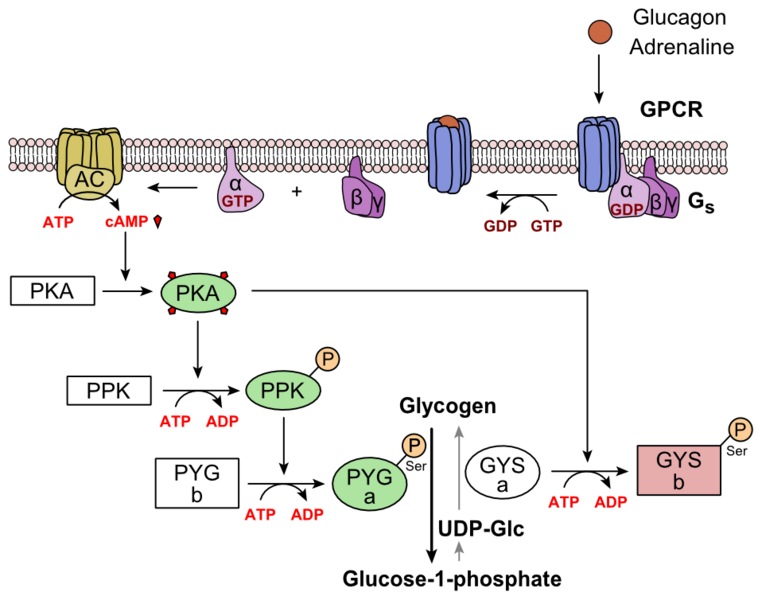 Glucagon
Adrenaline
GPCR
AC
α
GTP
+
β
γ
α
GDP
β
γ
Gs
ATP
cAMP
GDP
GTP
PKA
PKA
PPK
PPK
P
ATP
ADP
Glycogen
PYG
b
PYG
a
P
Ser
GYS
a
GYS
b
P
Ser
ATP
ADP
ATP
ADP
UDP-Glc
Glucose-1-phosphate